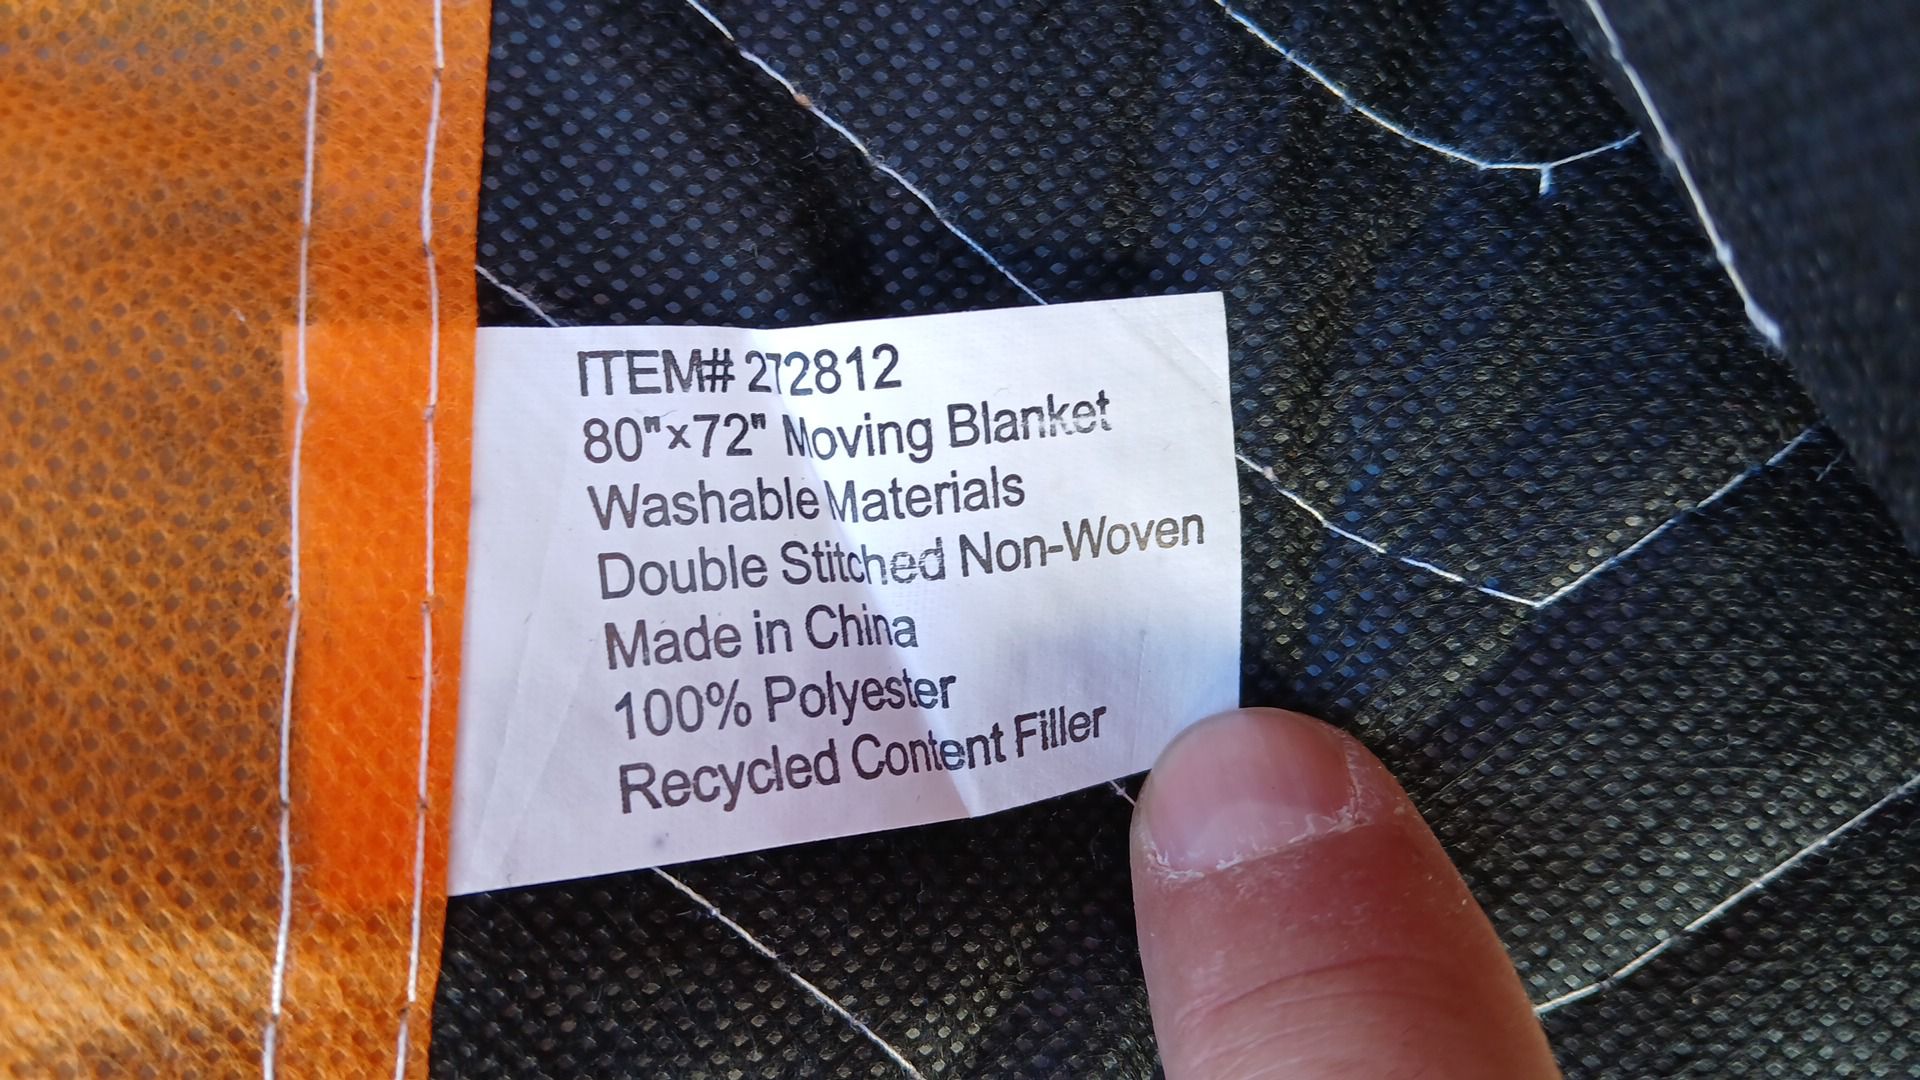 ITEM# 272812
80"×72" Moving Blanket
Washable Materials
Double Stitched Non-Woven
Made in China
100% Polyester
Recycled Content Filler